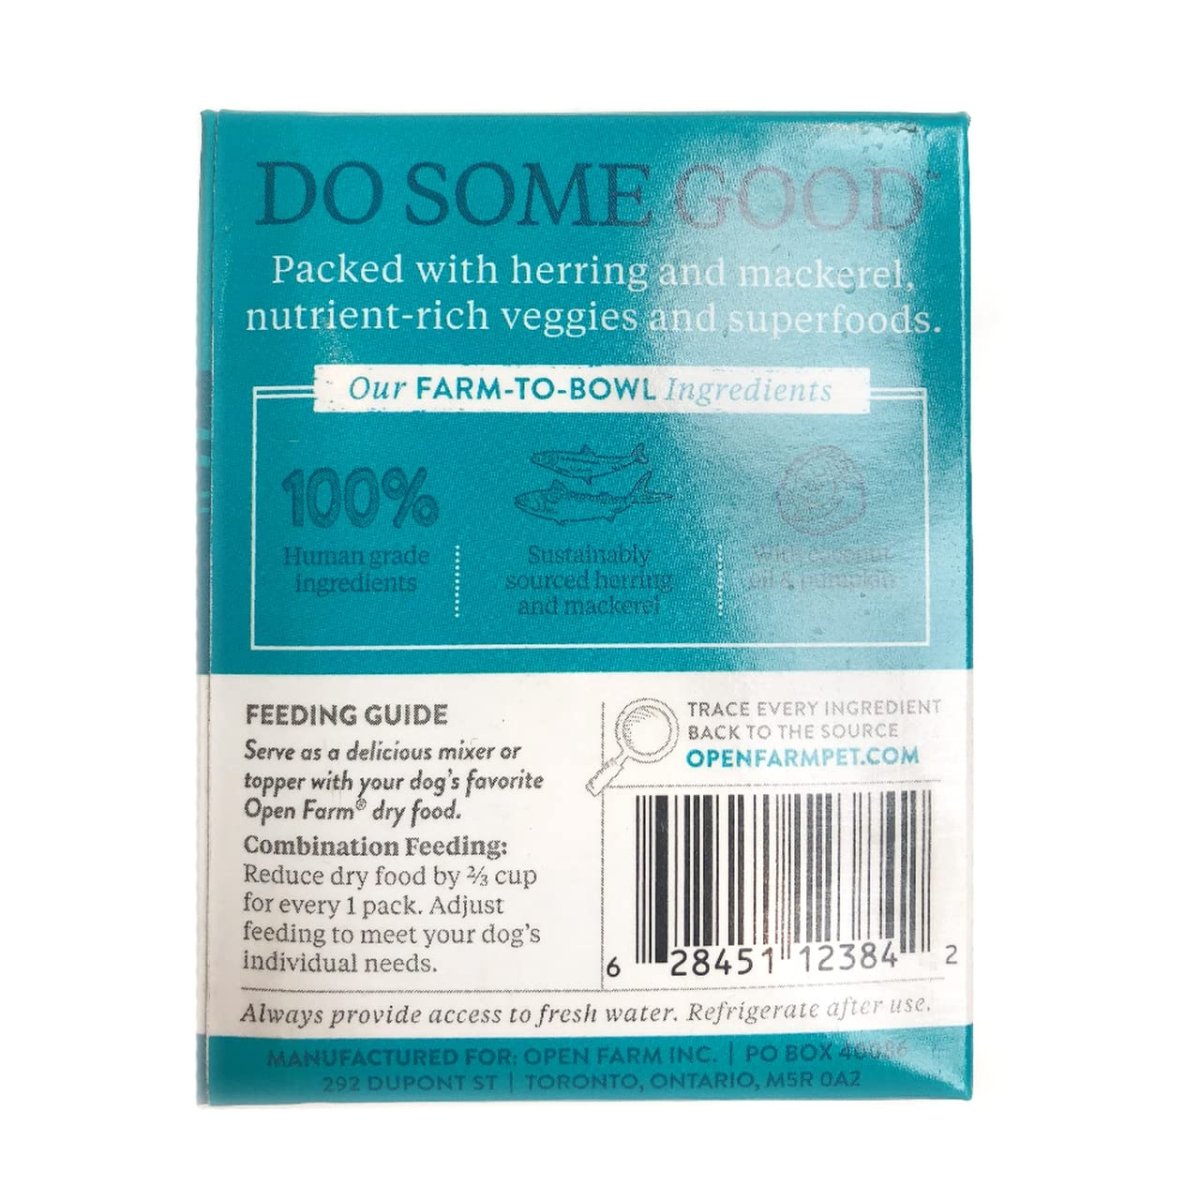 DO SOME GOOD™
Packed with herring and mackerel,
nutrient-rich veggies and superfoods.
Our FARM-TO-BOWL Ingredients
100%
Human grade
ingredients
Sustainably
sourced herring
and mackerel
With coconut
oil & pumpkin
FEEDING GUIDE
Serve as a delicious mixer or
topper with your dog's favorite
Open Farm® dry food.
Combination Feeding:
Reduce dry food by ⅔ cup
for every 1 pack. Adjust
feeding to meet your dog's
individual needs.
TRACE EVERY INGREDIENT
BACK TO THE SOURCE
OPENFARMPET.COM
6 28451 12384 2
Always provide access to fresh water. Refrigerate after use.
MANUFACTURED FOR: OPEN FARM INC. | PO BOX
292 DUPONT ST | TORONTO, ONTARIO, M5R 0A2